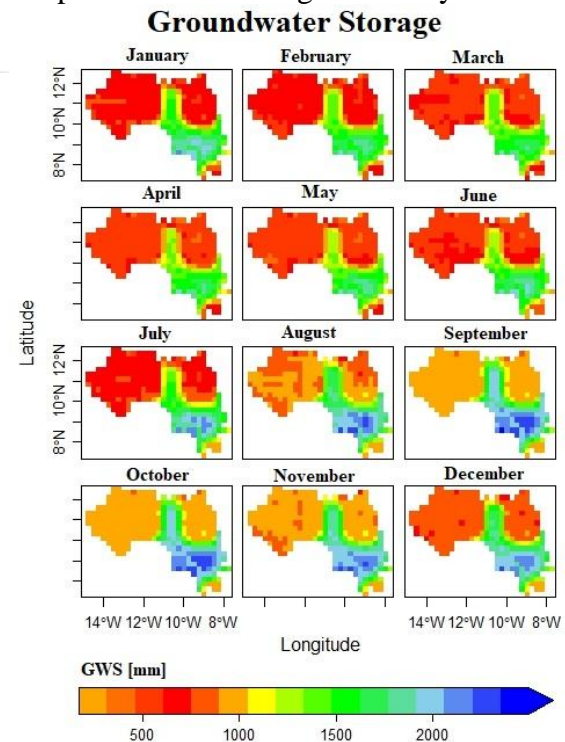 Groundwater Storage
January February March
12°N
10°N
8°N
April May June
Latitude
July August September
12°N
10°N
8°N
October November December
14°W 12°W 10°W 8°W 14°W 12°W 10°W 8°W
Longitude
GWS [mm]
500 1000 1500 2000